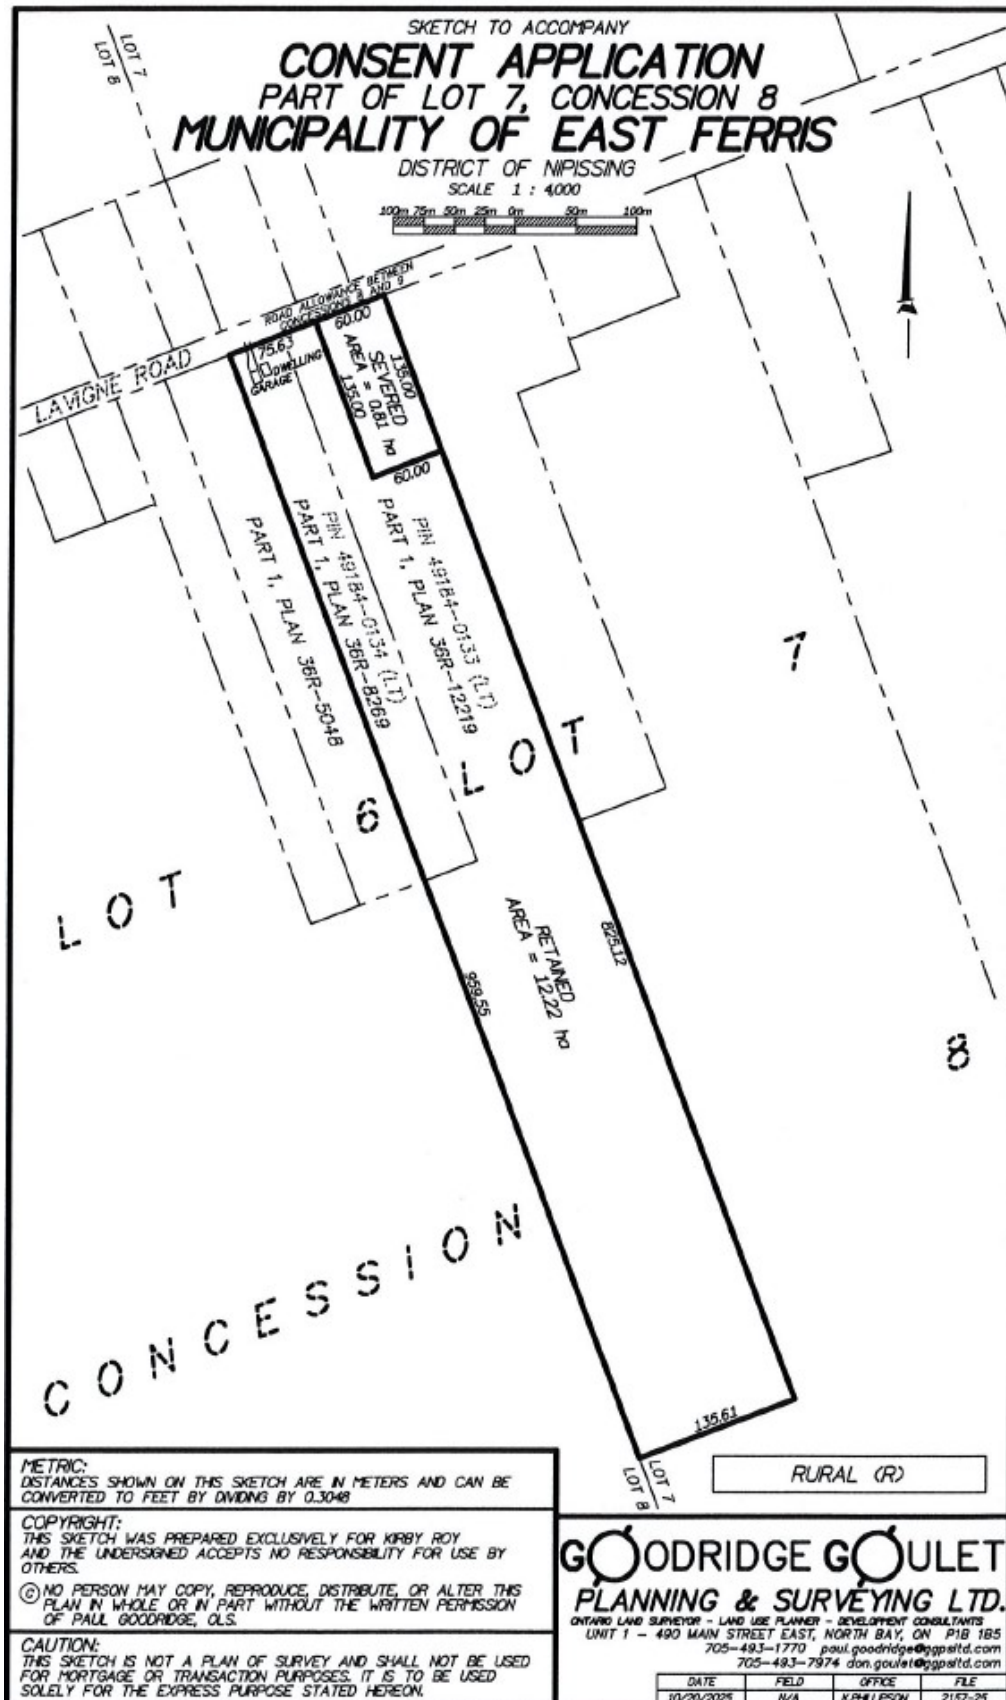 SKETCH TO ACCOMPANY
CONSENT APPLICATION
PART OF LOT 7, CONCESSION 8
MUNICIPALITY OF EAST FERRIS
DISTRICT OF NIPISSING
SCALE 1 : 4,000
100m 75m 50m 25m 0m 50m 100m
LOT 7
LOT 8
ROAD ALLOWANCE BETWEEN
CONCESSIONS 8 AND 9
LAVIGNE ROAD
75.63
DWELLING
GARAGE
60.00
135.00
SEVERED
AREA = 0.81 ha
135.00
60.00
PIN 49184-0133 (LT)
PART 1, PLAN 36R-12219
PIN 49184-0134 (LT)
PART 1, PLAN 36R-8269
PART 1, PLAN 36R-5048
7
LOT
6
LOT
RETAINED
AREA = 12.22 ha
825.12
959.55
8
CONCESSION
135.61
LOT 7
LOT 8
RURAL (R)
METRIC:
DISTANCES SHOWN ON THIS SKETCH ARE IN METERS AND CAN BE
CONVERTED TO FEET BY DIVIDING BY 0.3048
COPYRIGHT:
THIS SKETCH WAS PREPARED EXCLUSIVELY FOR KIRBY ROY
AND THE UNDERSIGNED ACCEPTS NO RESPONSIBILITY FOR USE BY
OTHERS.
© NO PERSON MAY COPY, REPRODUCE, DISTRIBUTE, OR ALTER THIS
PLAN IN WHOLE OR IN PART WITHOUT THE WRITTEN PERMISSION
OF PAUL GOODRIDGE, OLS.
CAUTION:
THIS SKETCH IS NOT A PLAN OF SURVEY AND SHALL NOT BE USED
FOR MORTGAGE OR TRANSACTION PURPOSES. IT IS TO BE USED
SOLELY FOR THE EXPRESS PURPOSE STATED HEREON.
GOODRIDGE GOULET
PLANNING & SURVEYING LTD.
ONTARIO LAND SURVEYOR - LAND USE PLANNER - DEVELOPMENT CONSULTANTS
UNIT 1 - 490 MAIN STREET EAST, NORTH BAY, ON P1B 1B5
705-493-1770 paul.goodridge@ggpsltd.com
705-493-7974 don.goulet@ggpsltd.com
DATE FIELD OFFICE FILE
10/20/2025 N/A K.PHILIPSON